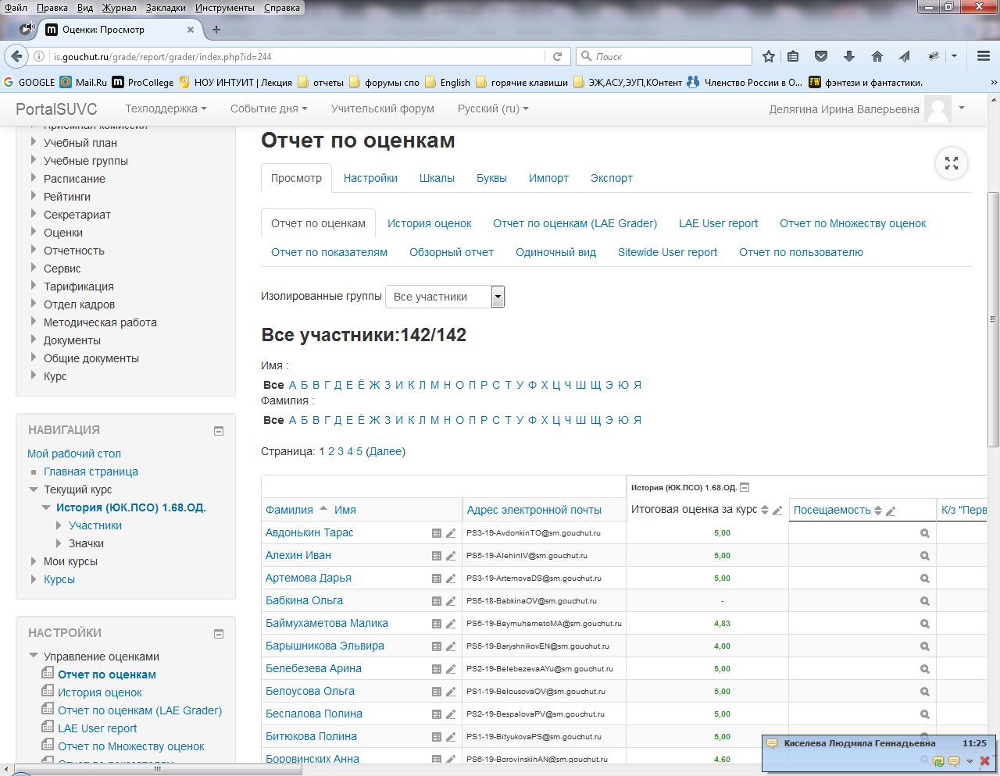 Файл Правка Вид Журнал Закладки Инструменты Справка
Оценки: Просмотр
is.gouchut.ru/grade/report/grader/index.php?id=244
Поиск
GOOGLE Mail.Ru ProCollege НОУ ИНТУИТ | Лекция отчеты форумы спо English горячие клавиши ЭЖ,АСУ,ЭУП,КОнтент Членство России в О... фэнтези и фантастики.
PortalSUVC Техподдержка Событие дня Учительский форум Русский (ru) Делягина Ирина Валерьевна
Приемная комиссия
Учебный план
Учебные группы
Расписание
Рейтинги
Секретариат
Оценки
Отчетность
Сервис
Тарификация
Отдел кадров
Методическая работа
Документы
Общие документы
Курс
НАВИГАЦИЯ
Мой рабочий стол
Главная страница
Текущий курс
История (ЮК.ПСО) 1.68.ОД.
Участники
Значки
Мои курсы
Курсы
НАСТРОЙКИ
Управление оценками
Отчет по оценкам
История оценок
Отчет по оценкам (LAE Grader)
LAE User report
Отчет по Множеству оценок
Отчет по показателям
Отчет по оценкам
Просмотр Настройки Шкалы Буквы Импорт Экспорт
Отчет по оценкам История оценок Отчет по оценкам (LAE Grader) LAE User report Отчет по Множеству оценок
Отчет по показателям Обзорный отчет Одиночный вид Sitewide User report Отчет по пользователю
Изолированные группы Все участники
Все участники:142/142
Имя :
Все А Б В Г Д Е Ё Ж З И К Л М Н О П Р С Т У Ф Х Ц Ч Ш Щ Э Ю Я
Фамилия :
Все А Б В Г Д Е Ё Ж З И К Л М Н О П Р С Т У Ф Х Ц Ч Ш Щ Э Ю Я
Страница: 1 2 3 4 5 (Далее)
История (ЮК.ПСО) 1.68.ОД.
Фамилия Имя Адрес электронной почты Итоговая оценка за курс Посещаемость К/з "Перв
Авдонькин Тарас PS3-19-AvdonkinTO@sm.gouchut.ru 5,00
Алехин Иван PS5-19-AlehinIV@sm.gouchut.ru 5,00
Артемова Дарья PS3-19-ArtemovaDS@sm.gouchut.ru 5,00
Бабкина Ольга PS5-18-BabkinaOV@sm.gouchut.ru -
Баймухаметова Малика PS5-19-BaymuhametoMA@sm.gouchut.ru 4,83
Барышникова Эльвира PS5-19-BaryshnikovEN@sm.gouchut.ru 4,00
Белебезева Арина PS2-19-BelebezevaAYu@sm.gouchut.ru 5,00
Белоусова Ольга PS1-19-BelousovaOV@sm.gouchut.ru 5,00
Беспалова Полина PS2-19-BespalovaPV@sm.gouchut.ru 5,00
Битюкова Полина PS1-19-BityukovaPS@sm.gouchut.ru 5,00
Боровинских Анна PS6-19-BorovinskihAN@sm.gouchut.ru 4,60
Киселева Людмила Геннадьевна 11:25